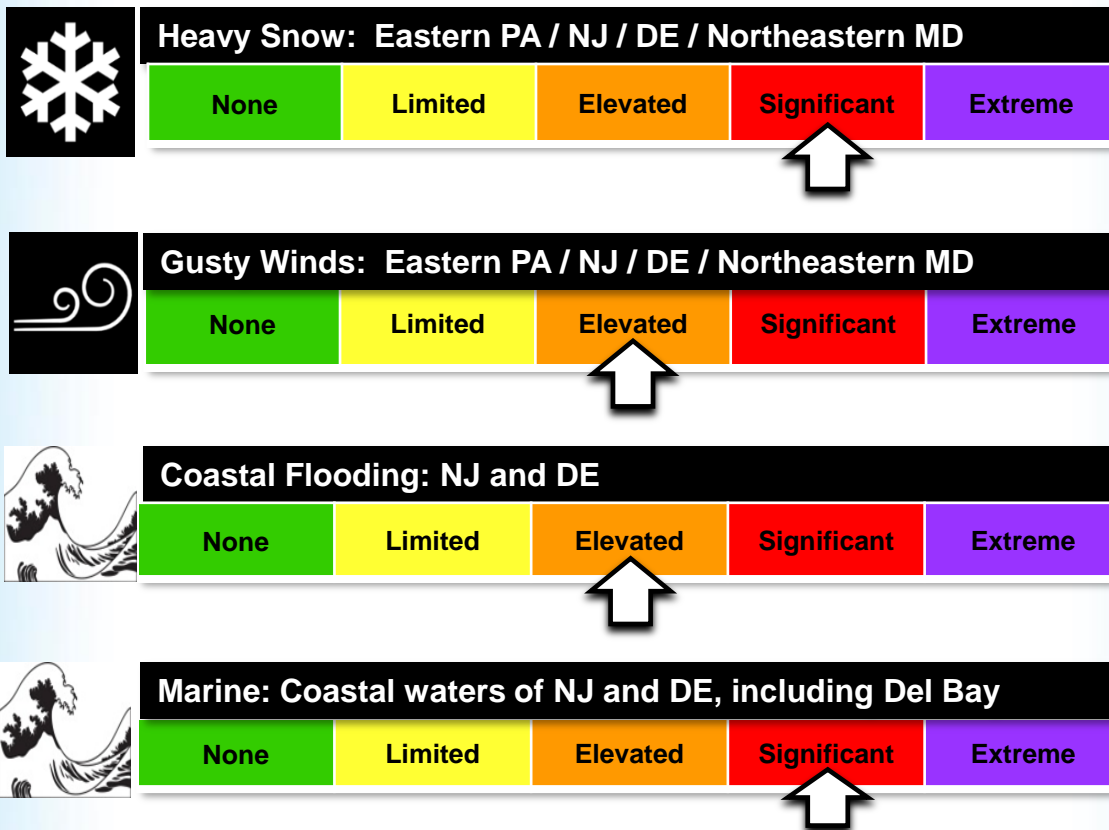 Heavy Snow: Eastern PA / NJ / DE / Northeastern MD
None Limited Elevated Significant Extreme
Gusty Winds: Eastern PA / NJ / DE / Northeastern MD
None Limited Elevated Significant Extreme
Coastal Flooding: NJ and DE
None Limited Elevated Significant Extreme
Marine: Coastal waters of NJ and DE, including Del Bay
None Limited Elevated Significant Extreme